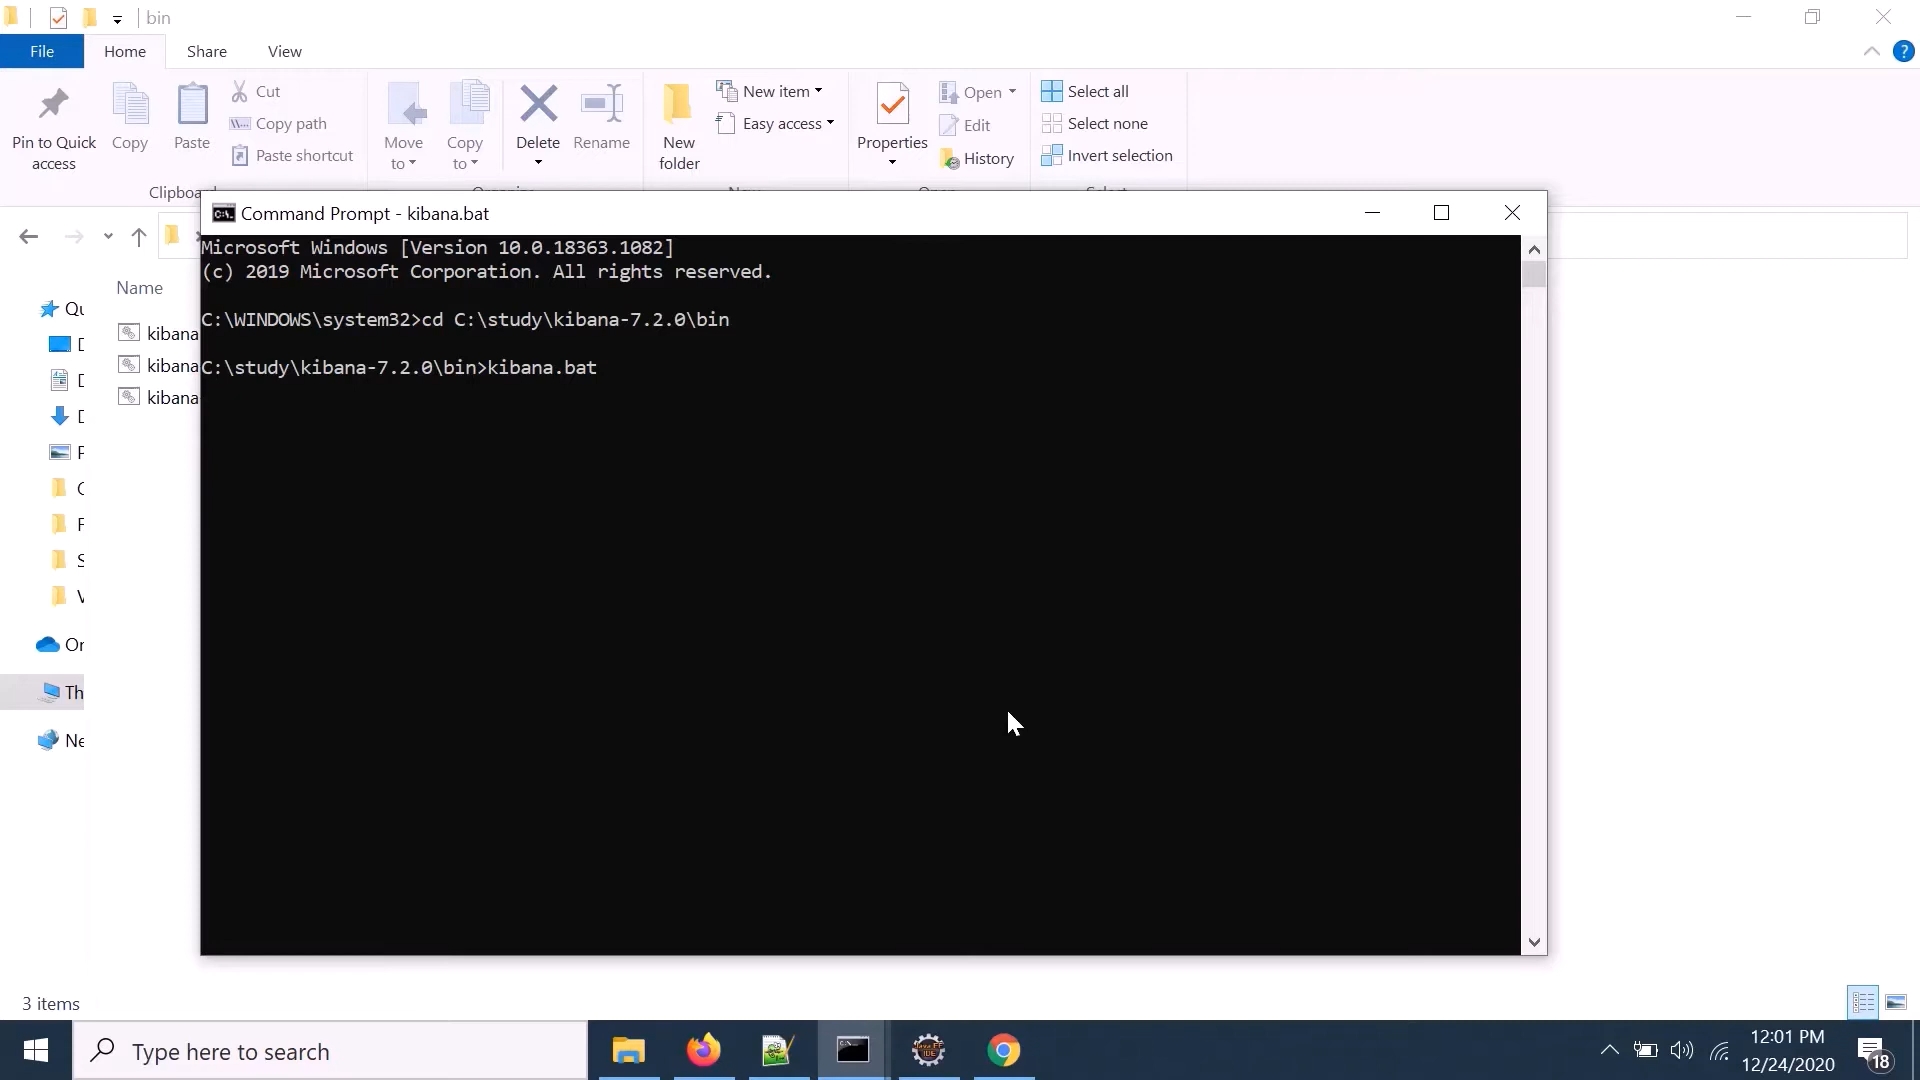 bin
File
Home
Share
View
Pin to Quick access
Copy
Paste
Cut
Copy path
Paste shortcut
Move to
Copy to
Delete
Rename
New folder
New item
Easy access
Properties
Open
Edit
History
Select all
Select none
Invert selection
Command Prompt - kibana.bat
Microsoft Windows [Version 10.0.18363.1082]
(c) 2019 Microsoft Corporation. All rights reserved.
C:\WINDOWS\system32>cd C:\study\kibana-7.2.0\bin
C:\study\kibana-7.2.0\bin>kibana.bat
Name
kibana
kibana
kibana
3 items
Type here to search
12:01 PM
12/24/2020
18